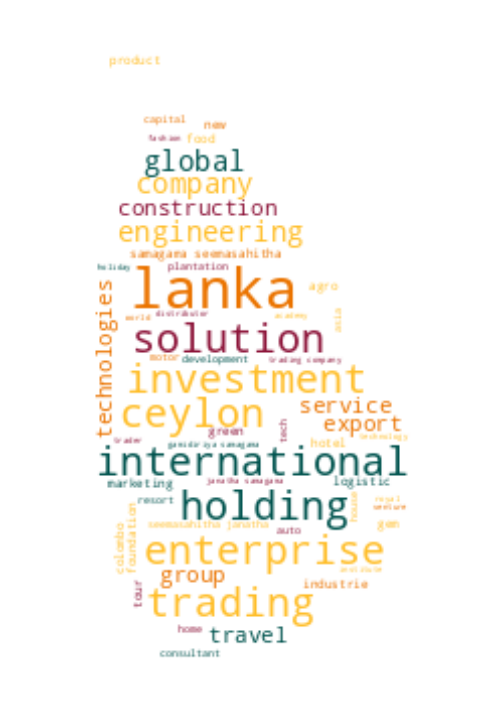 product
capital
new
fashion food
global
company
construction
engineering
samagama seemasahitha
holiday plantation
lanka
agro
technologies
world distributor academy
asia
solution
motor development trading company
investment
ceylon
service
export
tech
green
technology
trader gamidiriya samagama hotel
international
marketing janatha samagama logistic
resort
holding
house
royal
venture
colombo
foundation
seemasahitha janatha
gem
auto
enterprise
institute
group
industrie
tour
trading
home
travel
consultant